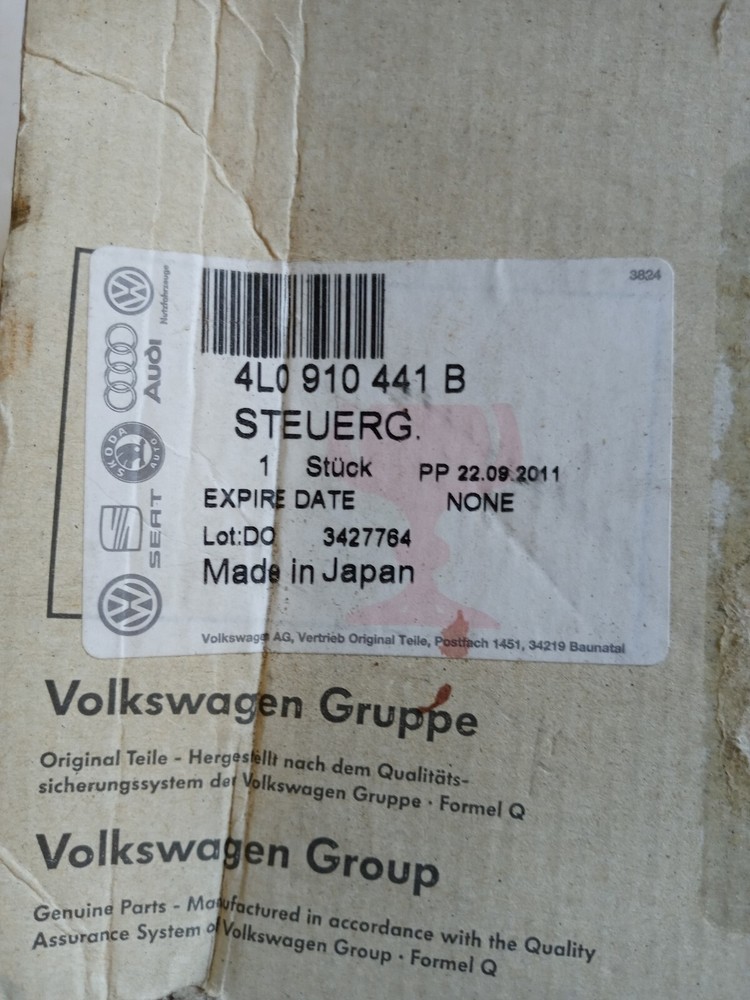 3824
Nutzfahrzeuge
Audi
ŠKODA AUTO
SEAT
4L0 910 441 B
STEUERG.
1 Stück PP 22.09.2011
EXPIRE DATE NONE
Lot:DO 3427764
Made in Japan
Volkswagen AG, Vertrieb Original Teile, Postfach 1451, 34219 Baunatal
Volkswagen Gruppe
Original Teile - Hergestellt nach dem Qualitäts-
sicherungssystem der Volkswagen Gruppe · Formel Q
Volkswagen Group
Genuine Parts - Manufactured in accordance with the Quality
Assurance System of Volkswagen Group · Formel Q